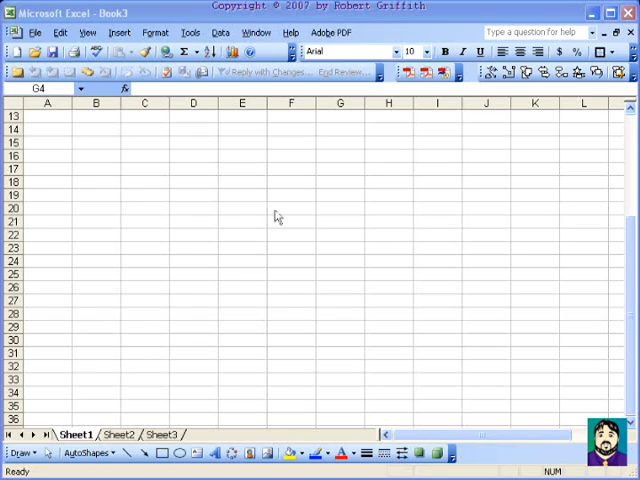 Copyright © 2007 by Robert Griffith
Microsoft Excel - Book3
File Edit View Insert Format Tools Data Window Help Adobe PDF
Type a question for help
Arial 10 B I U $ %
Reply with Changes... End Review...
G4 fx
A B C D E F G H I J K L
13
14
15
16
17
18
19
20
21
22
23
24
25
26
27
28
29
30
31
32
33
34
35
36
Sheet1 Sheet2 Sheet3
Draw AutoShapes
Ready NUM